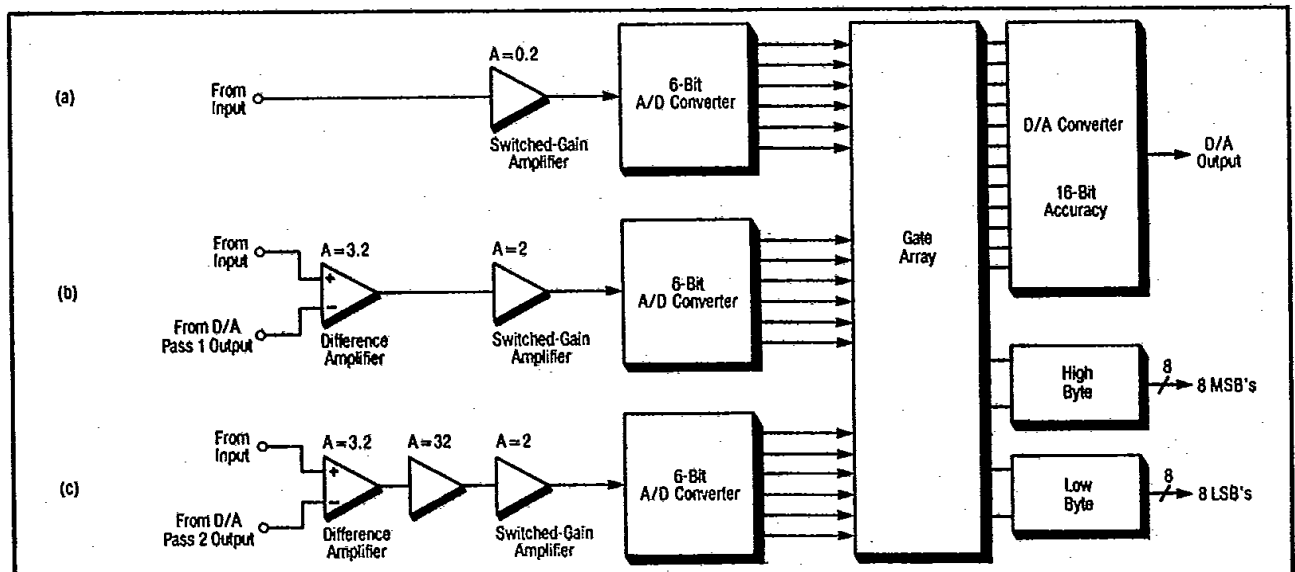 (a)
From
Input
A=0.2
Switched-Gain
Amplifier
6-Bit
A/D Converter
(b)
From
Input
From D/A
Pass 1 Output
A=3.2
Difference
Amplifier
A=2
Switched-Gain
Amplifier
6-Bit
A/D Converter
(c)
From
Input
From D/A
Pass 2 Output
A=3.2
Difference
Amplifier
A=32
A=2
Switched-Gain
Amplifier
6-Bit
A/D Converter
Gate
Array
D/A Converter
16-Bit
Accuracy
D/A
Output
High
Byte
8
8 MSB's
Low
Byte
8
8 LSB's